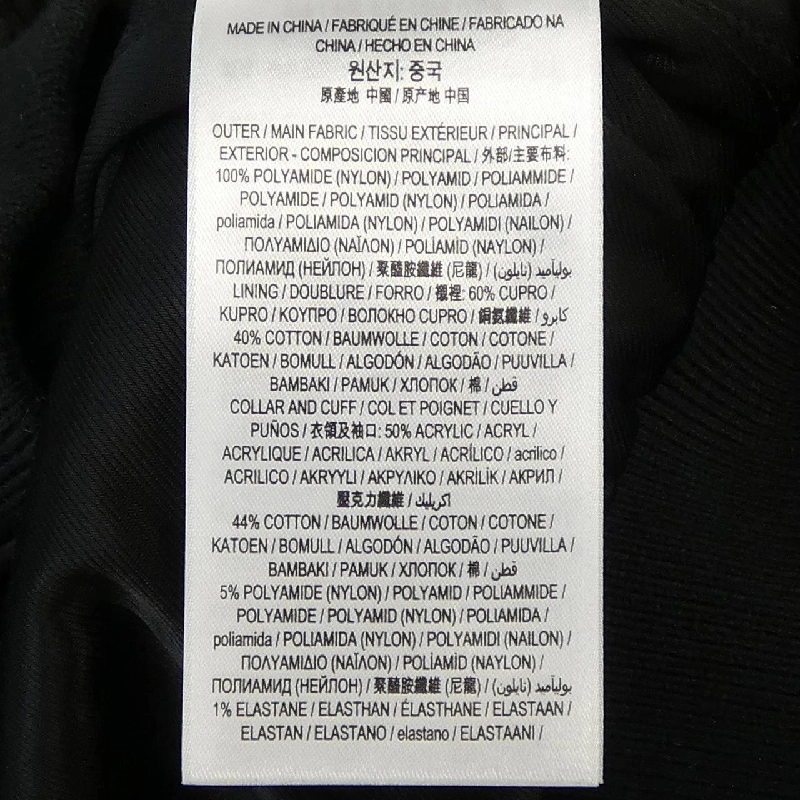 MADE IN CHINA / FABRIQUÉ EN CHINE / FABRICADO NA
CHINA / HECHO EN CHINA
원산지: 중국
原產地 中國 / 原产地 中国
OUTER / MAIN FABRIC / TISSU EXTÉRIEUR / PRINCIPAL /
EXTERIOR - COMPOSICION PRINCIPAL / 外部/主要布料:
100% POLYAMIDE (NYLON) / POLYAMID / POLIAMMIDE /
POLYAMIDE / POLYAMID (NYLON) / POLIAMIDA /
poliamida / POLIAMIDA (NYLON) / POLYAMIDI (NAILON) /
ΠΟΛΥΑΜΙΔΙΟ (ΝΑΪΛΟΝ) / POLİAMİD (NAYLON) /
ПОЛИАМИД (НЕЙЛОН) / 聚醯胺纖維 (尼龍) / بوليآميد (نايلون)
LINING / DOUBLURE / FORRO / 襯裡: 60% CUPRO /
KUPRO / ΚΟΥΠΡΟ / ВОЛОКНО CUPRO / 銅氨纖維 / كابرو
40% COTTON / BAUMWOLLE / COTON / COTONE /
KATOEN / BOMULL / ALGODÓN / ALGODÃO / PUUVILLA /
BAMBAKI / PAMUK / ХЛОПОК / 棉 / قطن
COLLAR AND CUFF / COL ET POIGNET / CUELLO Y
PUÑOS / 衣領及袖口: 50% ACRYLIC / ACRYL /
ACRYLIQUE / ACRILICA / AKRYL / ACRÍLICO / acrílico /
ACRILICO / AKRYYLI / ΑΚΡΥΛΙΚΟ / AKRİLİK / АКРИЛ /
壓克力纖維 / اكريليك
44% COTTON / BAUMWOLLE / COTON / COTONE /
KATOEN / BOMULL / ALGODÓN / ALGODÃO / PUUVILLA /
BAMBAKI / PAMUK / ХЛОПОК / 棉 / قطن
5% POLYAMIDE (NYLON) / POLYAMID / POLIAMMIDE /
POLYAMIDE / POLYAMID (NYLON) / POLIAMIDA /
poliamida / POLIAMIDA (NYLON) / POLYAMIDI (NAILON) /
ΠΟΛΥΑΜΙΔΙΟ (ΝΑΪΛΟΝ) / POLİAMİD (NAYLON) /
ПОЛИАМИД (НЕЙЛОН) / 聚醯胺纖維 (尼龍) / بوليآميد (نايلون)
1% ELASTANE / ELASTHAN / ÉLASTHANE / ELASTAAN /
ELASTAN / ELASTANO / elastano / ELASTAANI /